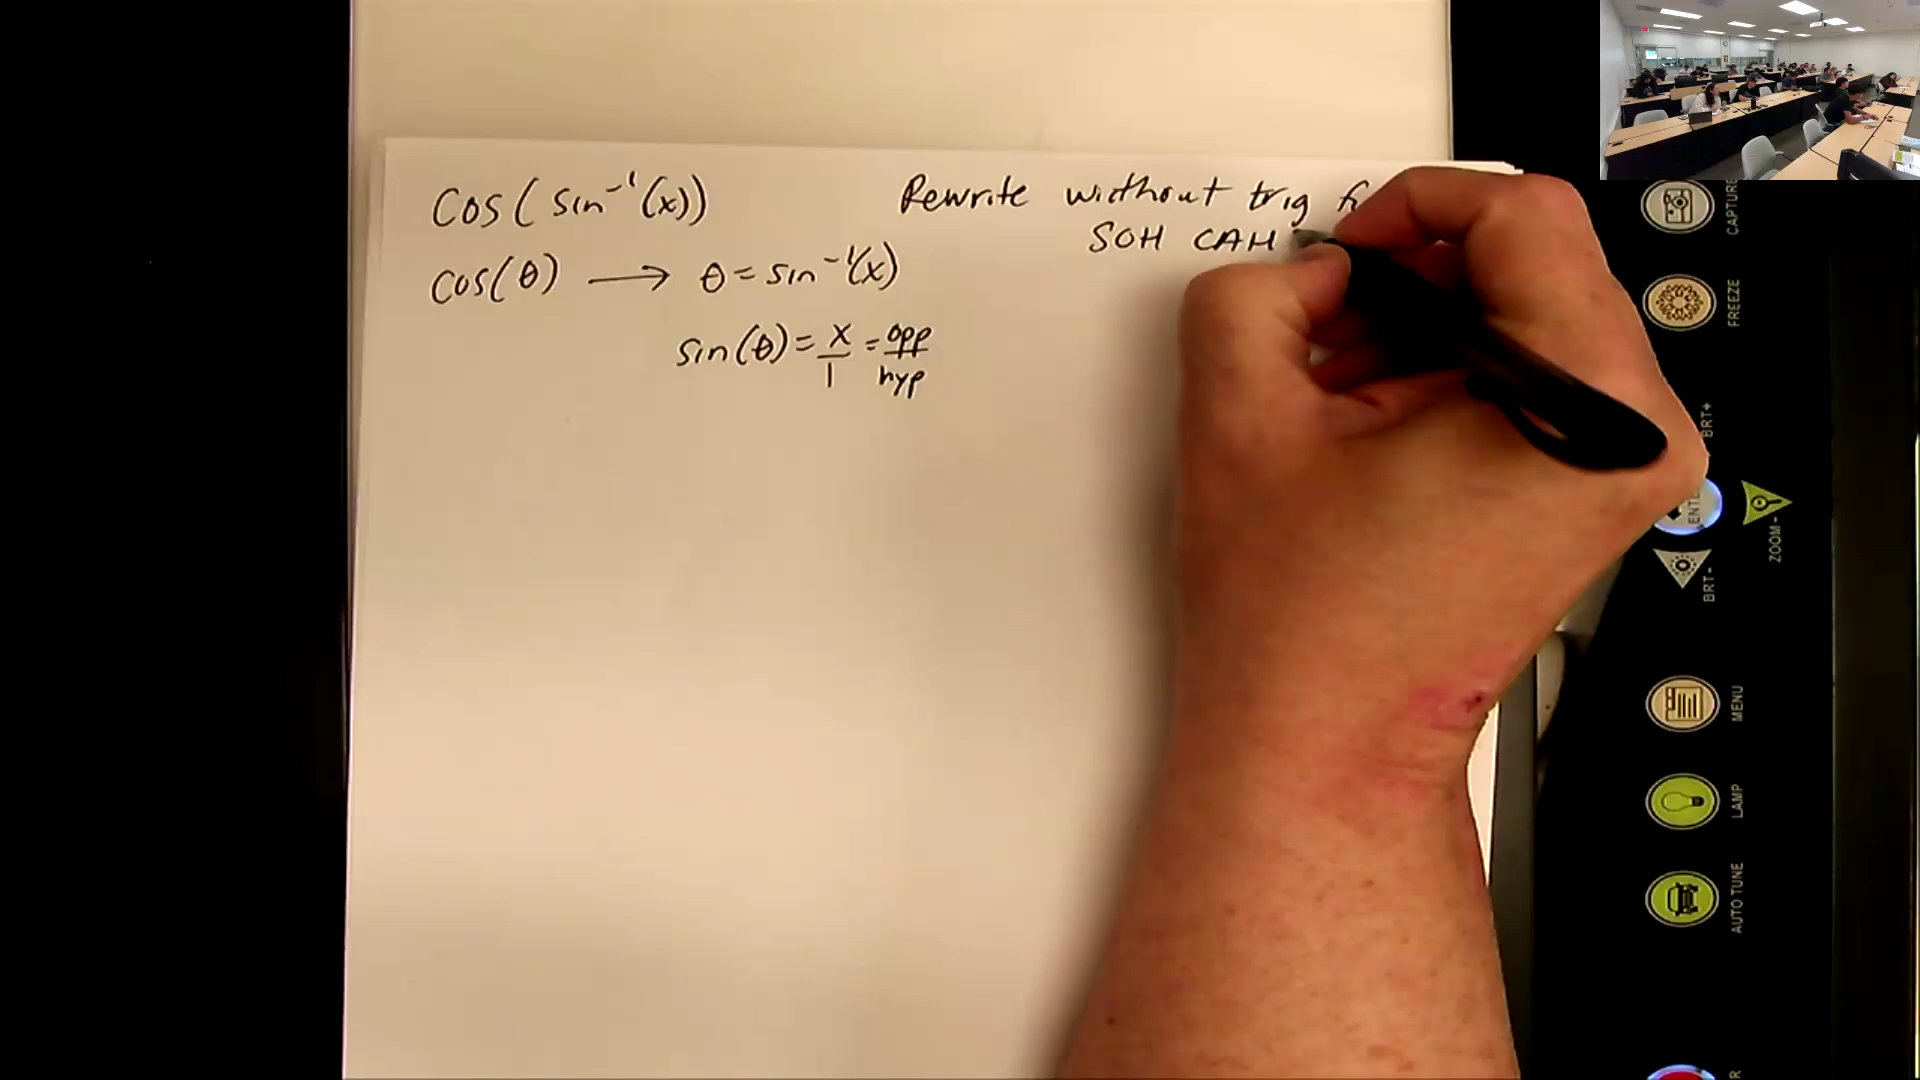 cos(sin⁻¹(x))
Rewrite without trig
SOH CAH
cos(θ) → θ = sin⁻¹(x)
sin(θ) = x/1 = opp/hyp
CAPTURE
FREEZE
BRT+
ENTE
ZOOM-
BRT-
MENU
LAMP
AUTO TUNE
R